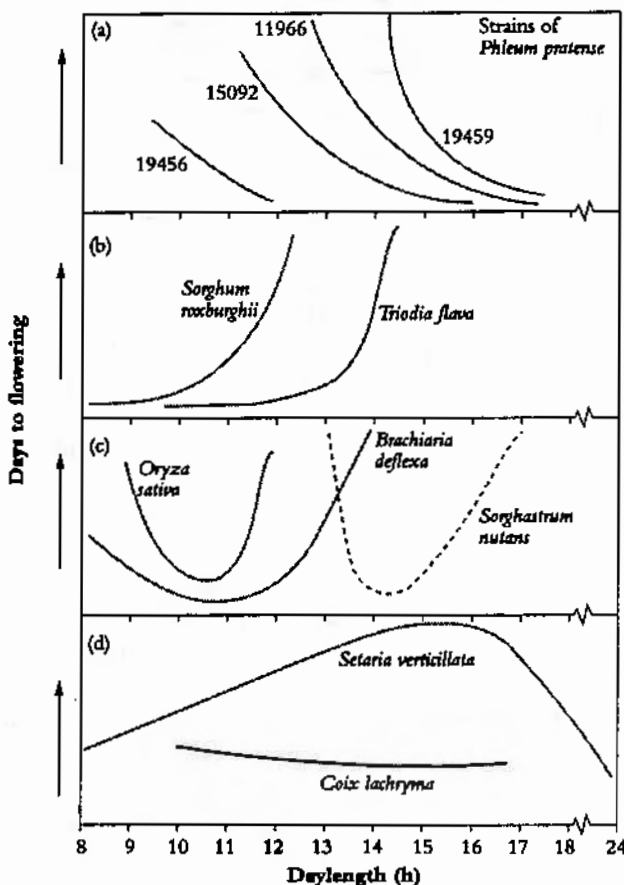 (a)
11966
Strains of
Phleum pratense
15092
19456
19459
(b)
Sorghum
roxburghii
Triodia flava
Days to flowering
(c)
Oryza
sativa
Brachiaria
deflexa
Sorghastrum
nutans
(d)
Setaria verticillata
Coix lachryma
8 9 10 11 12 13 14 15 16 17 18 24
Daylength (h)